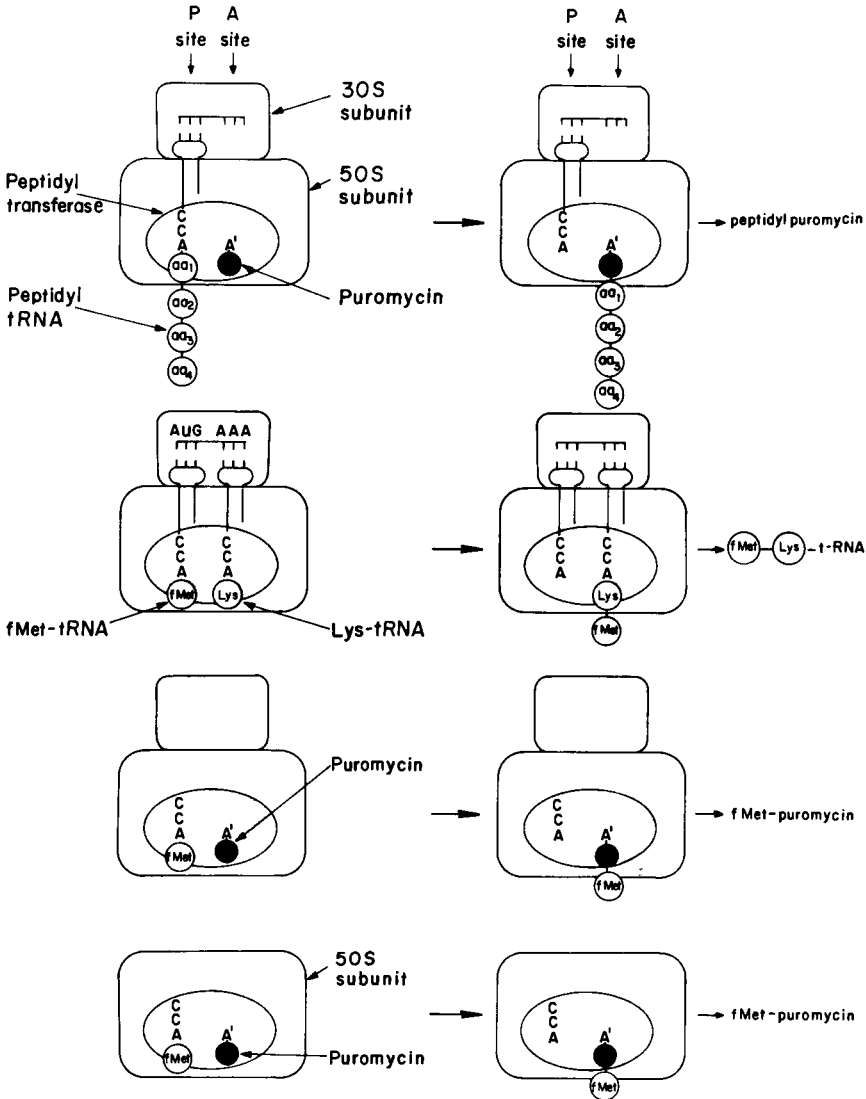 P A
site site
30S
subunit
Peptidyl
transferase
50S
subunit
C
C
A
aa1
A'
aa2
Puromycin
Peptidyl
tRNA
aa3
aa4
P A
site site
C
C
A
A'
peptidyl puromycin
aa1
aa2
aa3
aa4
AUG AAA
C C
C C
A A
fMet Lys
fMet-tRNA
Lys-tRNA
C C
C C
A A
Lys
fMet
fMet Lys -t-RNA
C
C
A
A'
fMet
Puromycin
C
C
A
A'
fMet
fMet-puromycin
50S
subunit
C
C
A
A'
fMet
Puromycin
C
C
A
A'
fMet
fMet-puromycin